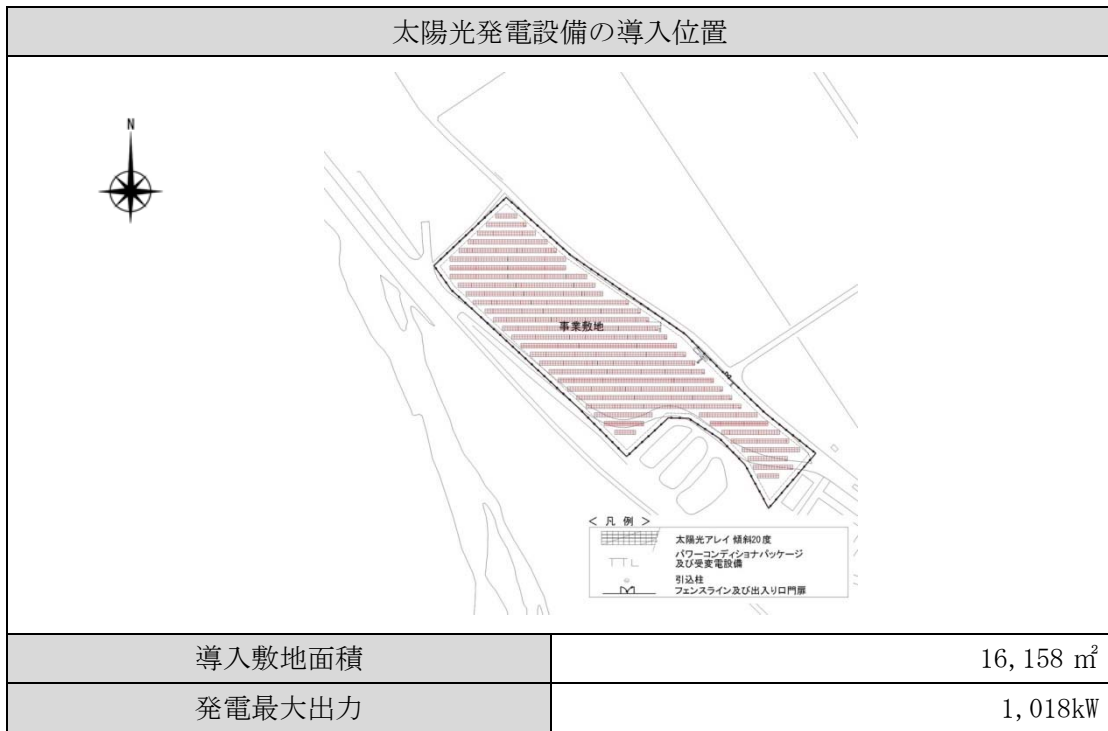 太陽光発電設備の導入位置
N
事業敷地
< 凡 例 >
太陽光アレイ 傾斜20度
パワーコンディショナパッケージ
及び受変電設備
引込柱
フェンスライン及び出入り口門扉
導入敷地面積
16,158 ㎡
発電最大出力
1,018kW